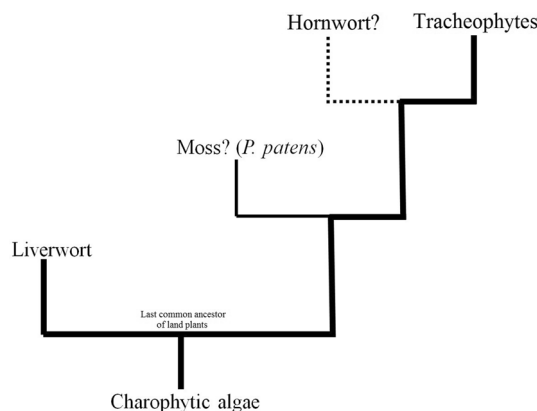 Hornwort?
Tracheophytes
Moss? (P. patens)
Liverwort
Last common ancestor
of land plants
Charophytic algae